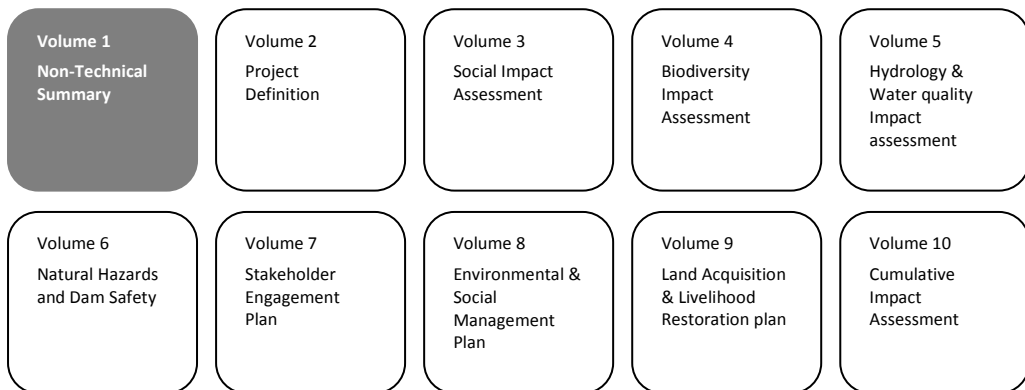 Volume 1
Non-Technical
Summary
Volume 2
Project
Definition
Volume 3
Social Impact
Assessment
Volume 4
Biodiversity
Impact
Assessment
Volume 5
Hydrology &
Water quality
Impact
assessment
Volume 6
Natural Hazards
and Dam Safety
Volume 7
Stakeholder
Engagement
Plan
Volume 8
Environmental &
Social
Management
Plan
Volume 9
Land Acquisition
& Livelihood
Restoration plan
Volume 10
Cumulative
Impact
Assessment